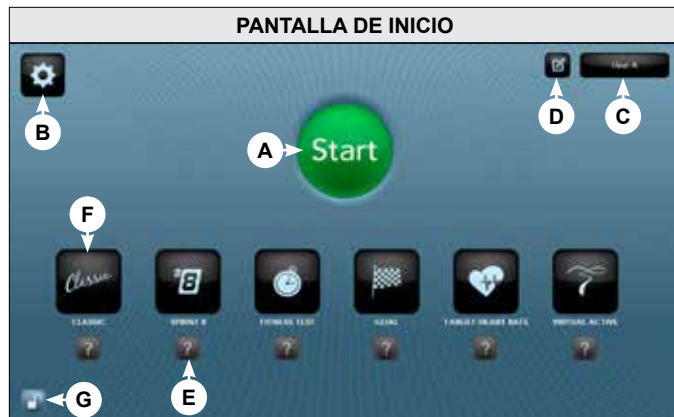 PANTALLA DE INICIO
B
D
C
A
Start
F
Classic
8
CLASSIC
SPRINT 8
FITNESS TEST
GOAL
TARGET HEART RATE
VIRTUAL ACTIVE
? ? ? ? ? ?
G
E